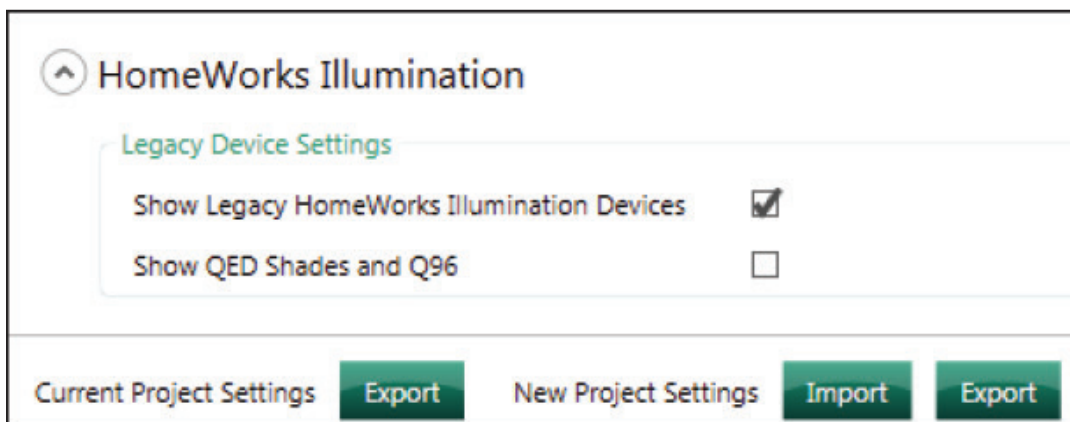 HomeWorks Illumination
Legacy Device Settings
Show Legacy HomeWorks Illumination Devices
Show QED Shades and Q96
Current Project Settings Export New Project Settings Import Export